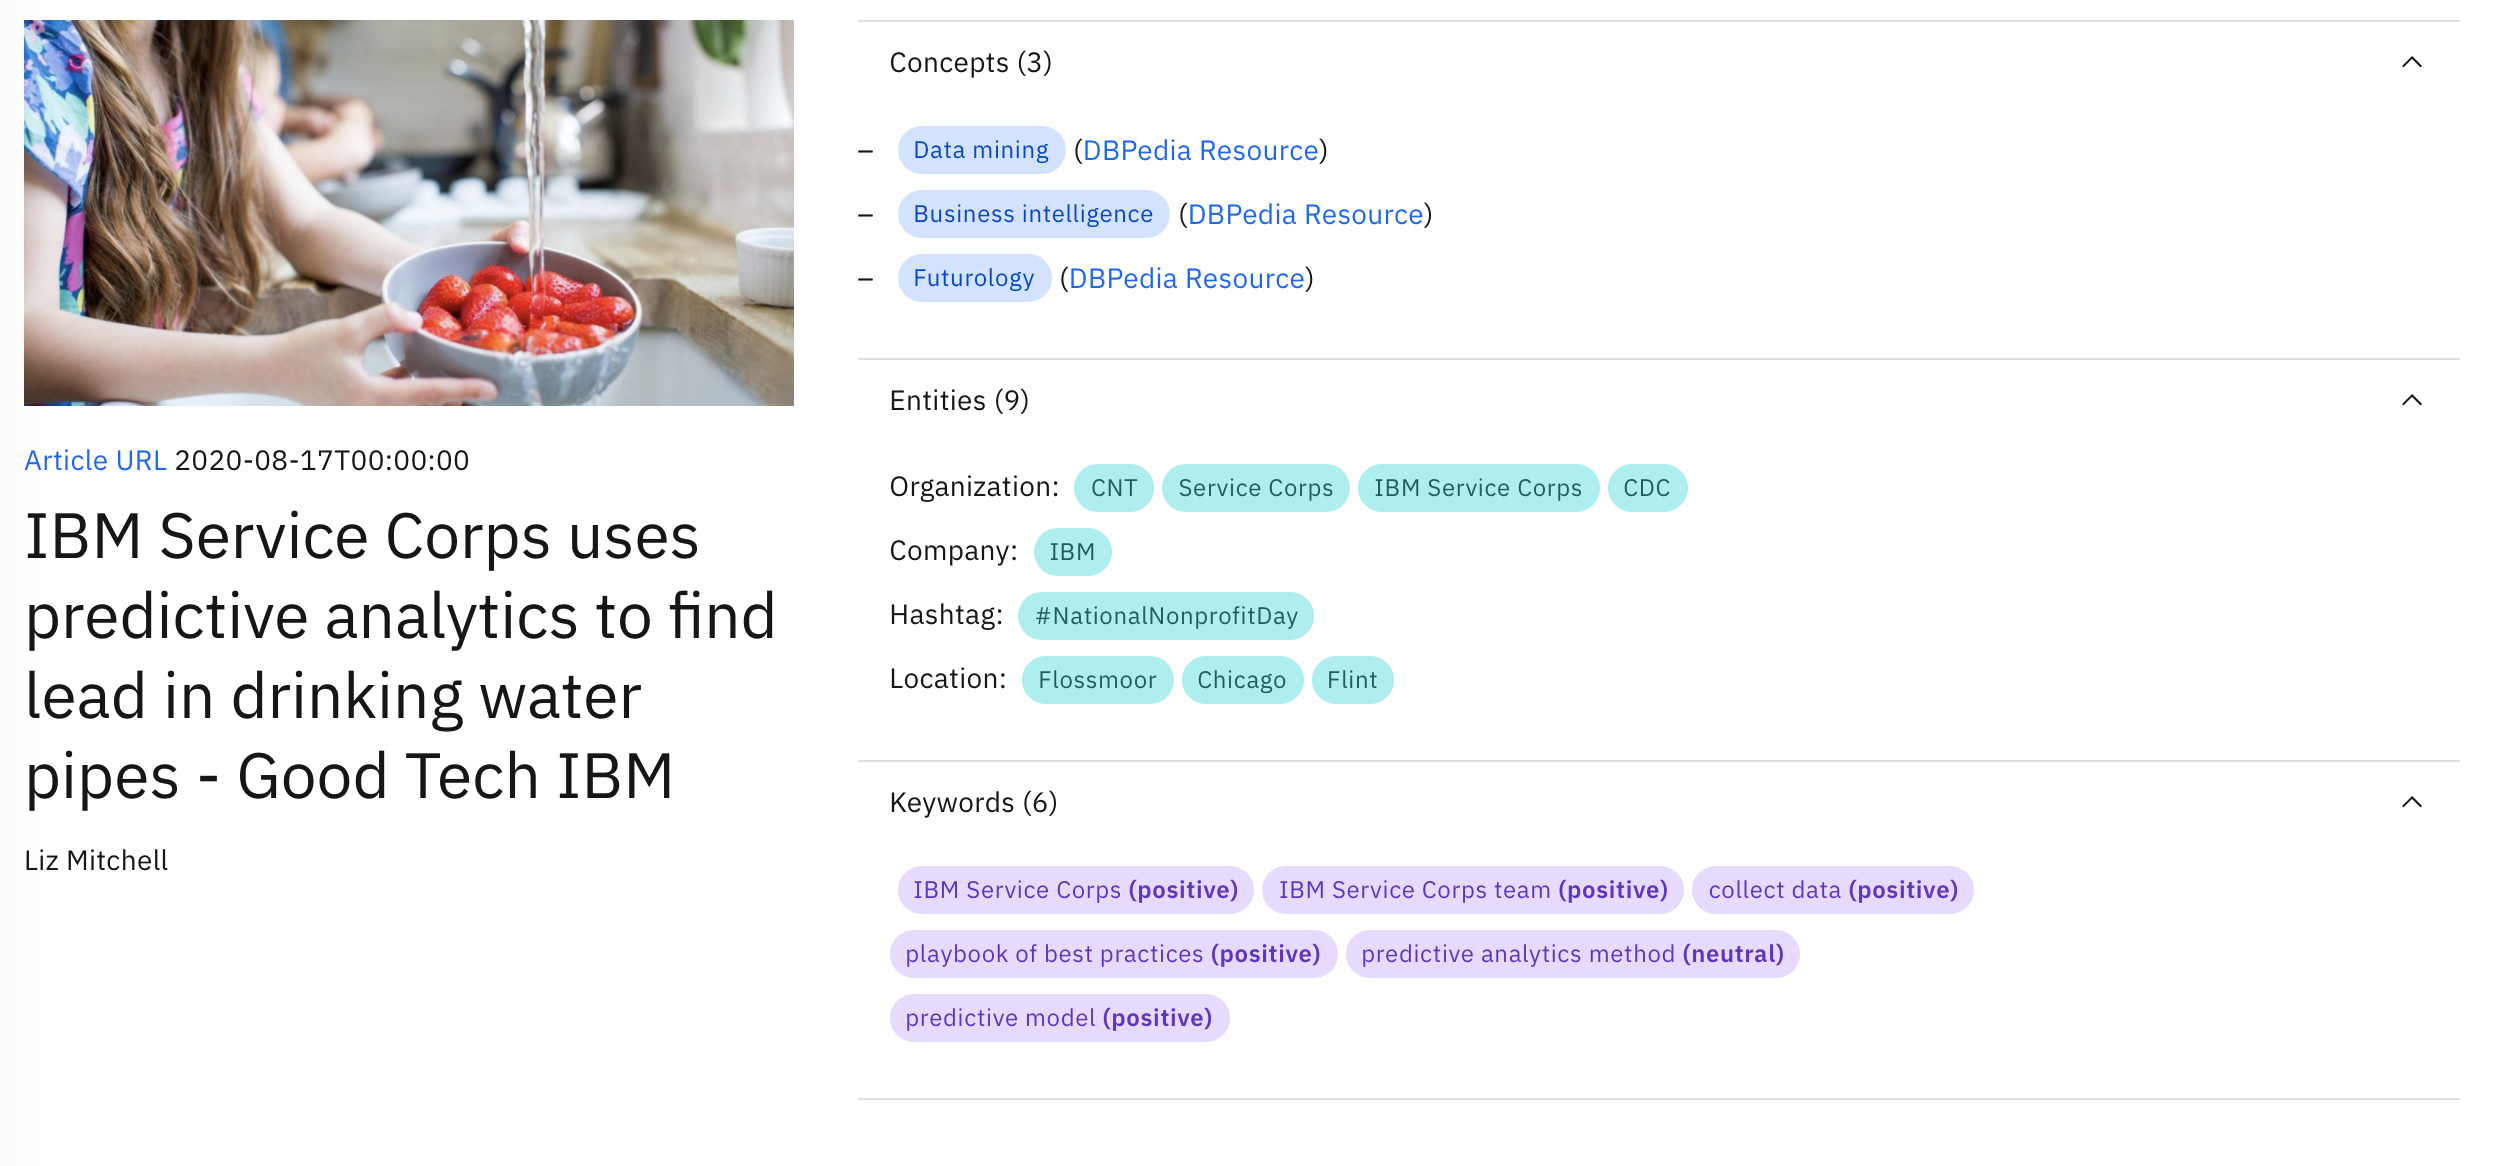 Article URL 2020-08-17T00:00:00
IBM Service Corps uses
predictive analytics to find
lead in drinking water
pipes - Good Tech IBM
Liz Mitchell
Concepts (3)
– Data mining (DBPedia Resource)
– Business intelligence (DBPedia Resource)
– Futurology (DBPedia Resource)
Entities (9)
Organization: CNT Service Corps IBM Service Corps CDC
Company: IBM
Hashtag: #NationalNonprofitDay
Location: Flossmoor Chicago Flint
Keywords (6)
IBM Service Corps (positive) IBM Service Corps team (positive) collect data (positive)
playbook of best practices (positive) predictive analytics method (neutral)
predictive model (positive)